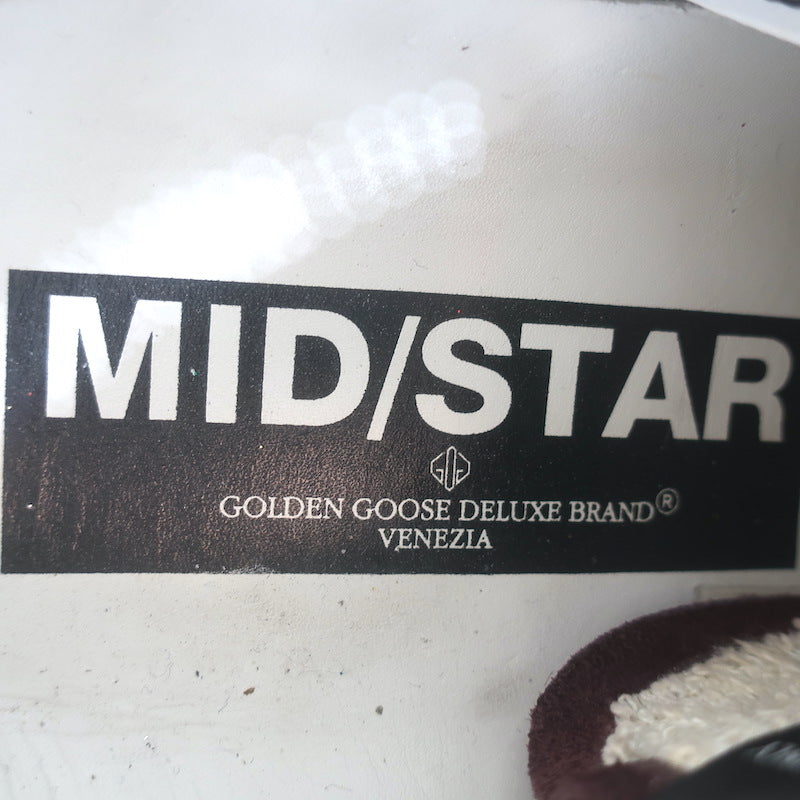 MID/STAR
GOLDEN GOOSE DELUXE BRAND®
VENEZIA